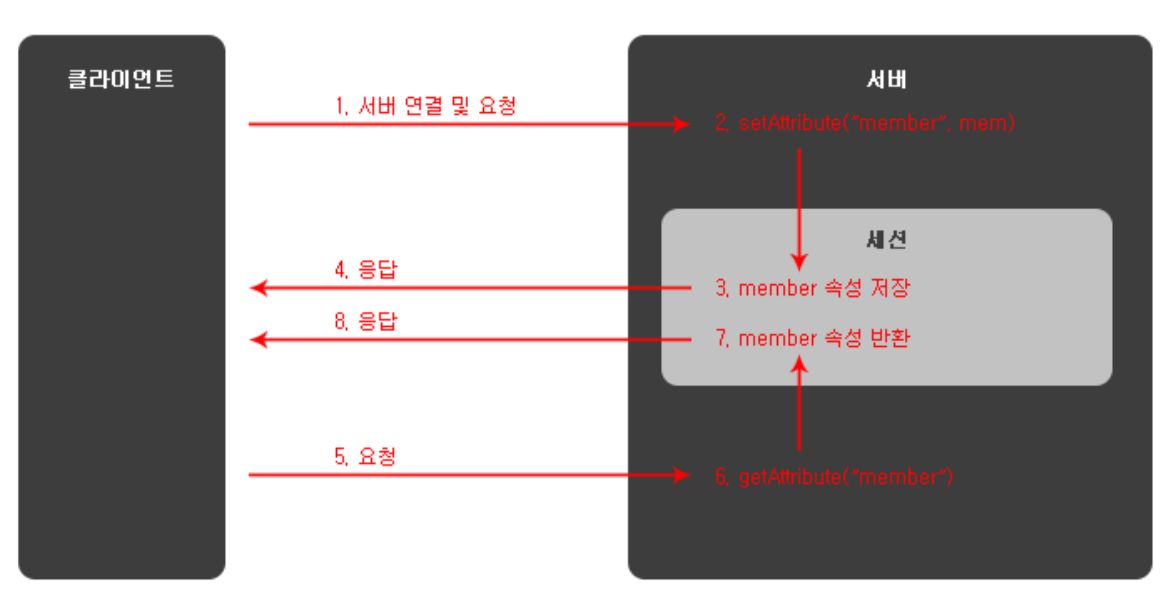 클라이언트
서버
1, 서버 연결 및 요청
2, setAttribute("member", mem)
세션
4, 응답
3, member 속성 저장
8, 응답
7, member 속성 반환
5, 요청
6, getAttribute("member")